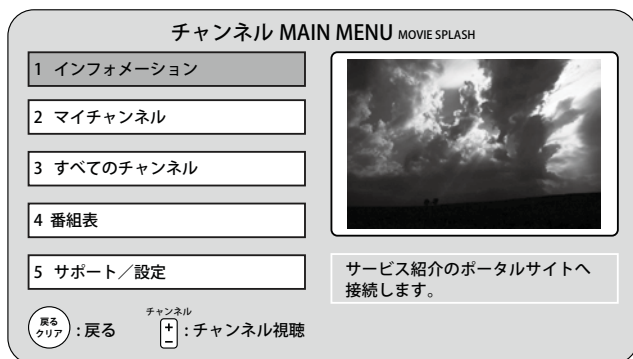 チャンネル MAIN MENU MOVIE SPLASH
1 インフォメーション
2 マイチャンネル
3 すべてのチャンネル
4 番組表
5 サポート／設定
サービス紹介のポータルサイトへ
接続します。
チャンネル
戻る
クリア
:戻る
+
−
:チャンネル視聴